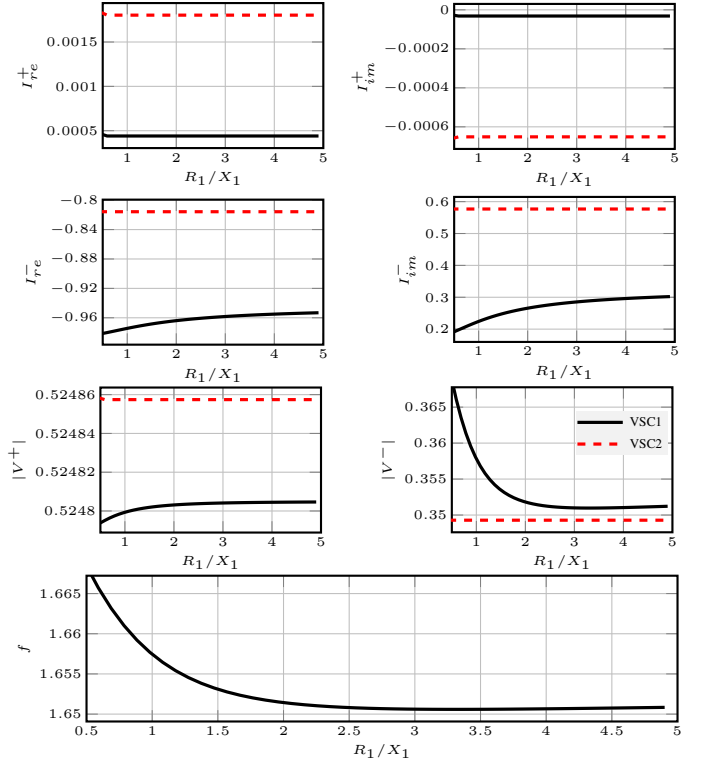 0.0015
0.001
0.0005
1 2 3 4 5
R₁/X₁
I⁺re
0
−0.0002
−0.0004
−0.0006
1 2 3 4 5
R₁/X₁
I⁺im
−0.8
−0.84
−0.88
−0.92
−0.96
1 2 3 4 5
R₁/X₁
I⁻re
0.6
0.5
0.4
0.3
0.2
1 2 3 4 5
R₁/X₁
I⁻im
0.52486
0.52484
0.52482
0.5248
1 2 3 4 5
R₁/X₁
|V⁺|
0.365
0.36
0.355
0.35
1 2 3 4 5
R₁/X₁
|V⁻|
VSC1
VSC2
1.665
1.66
1.655
1.65
0.5 1 1.5 2 2.5 3 3.5 4 4.5 5
R₁/X₁
f